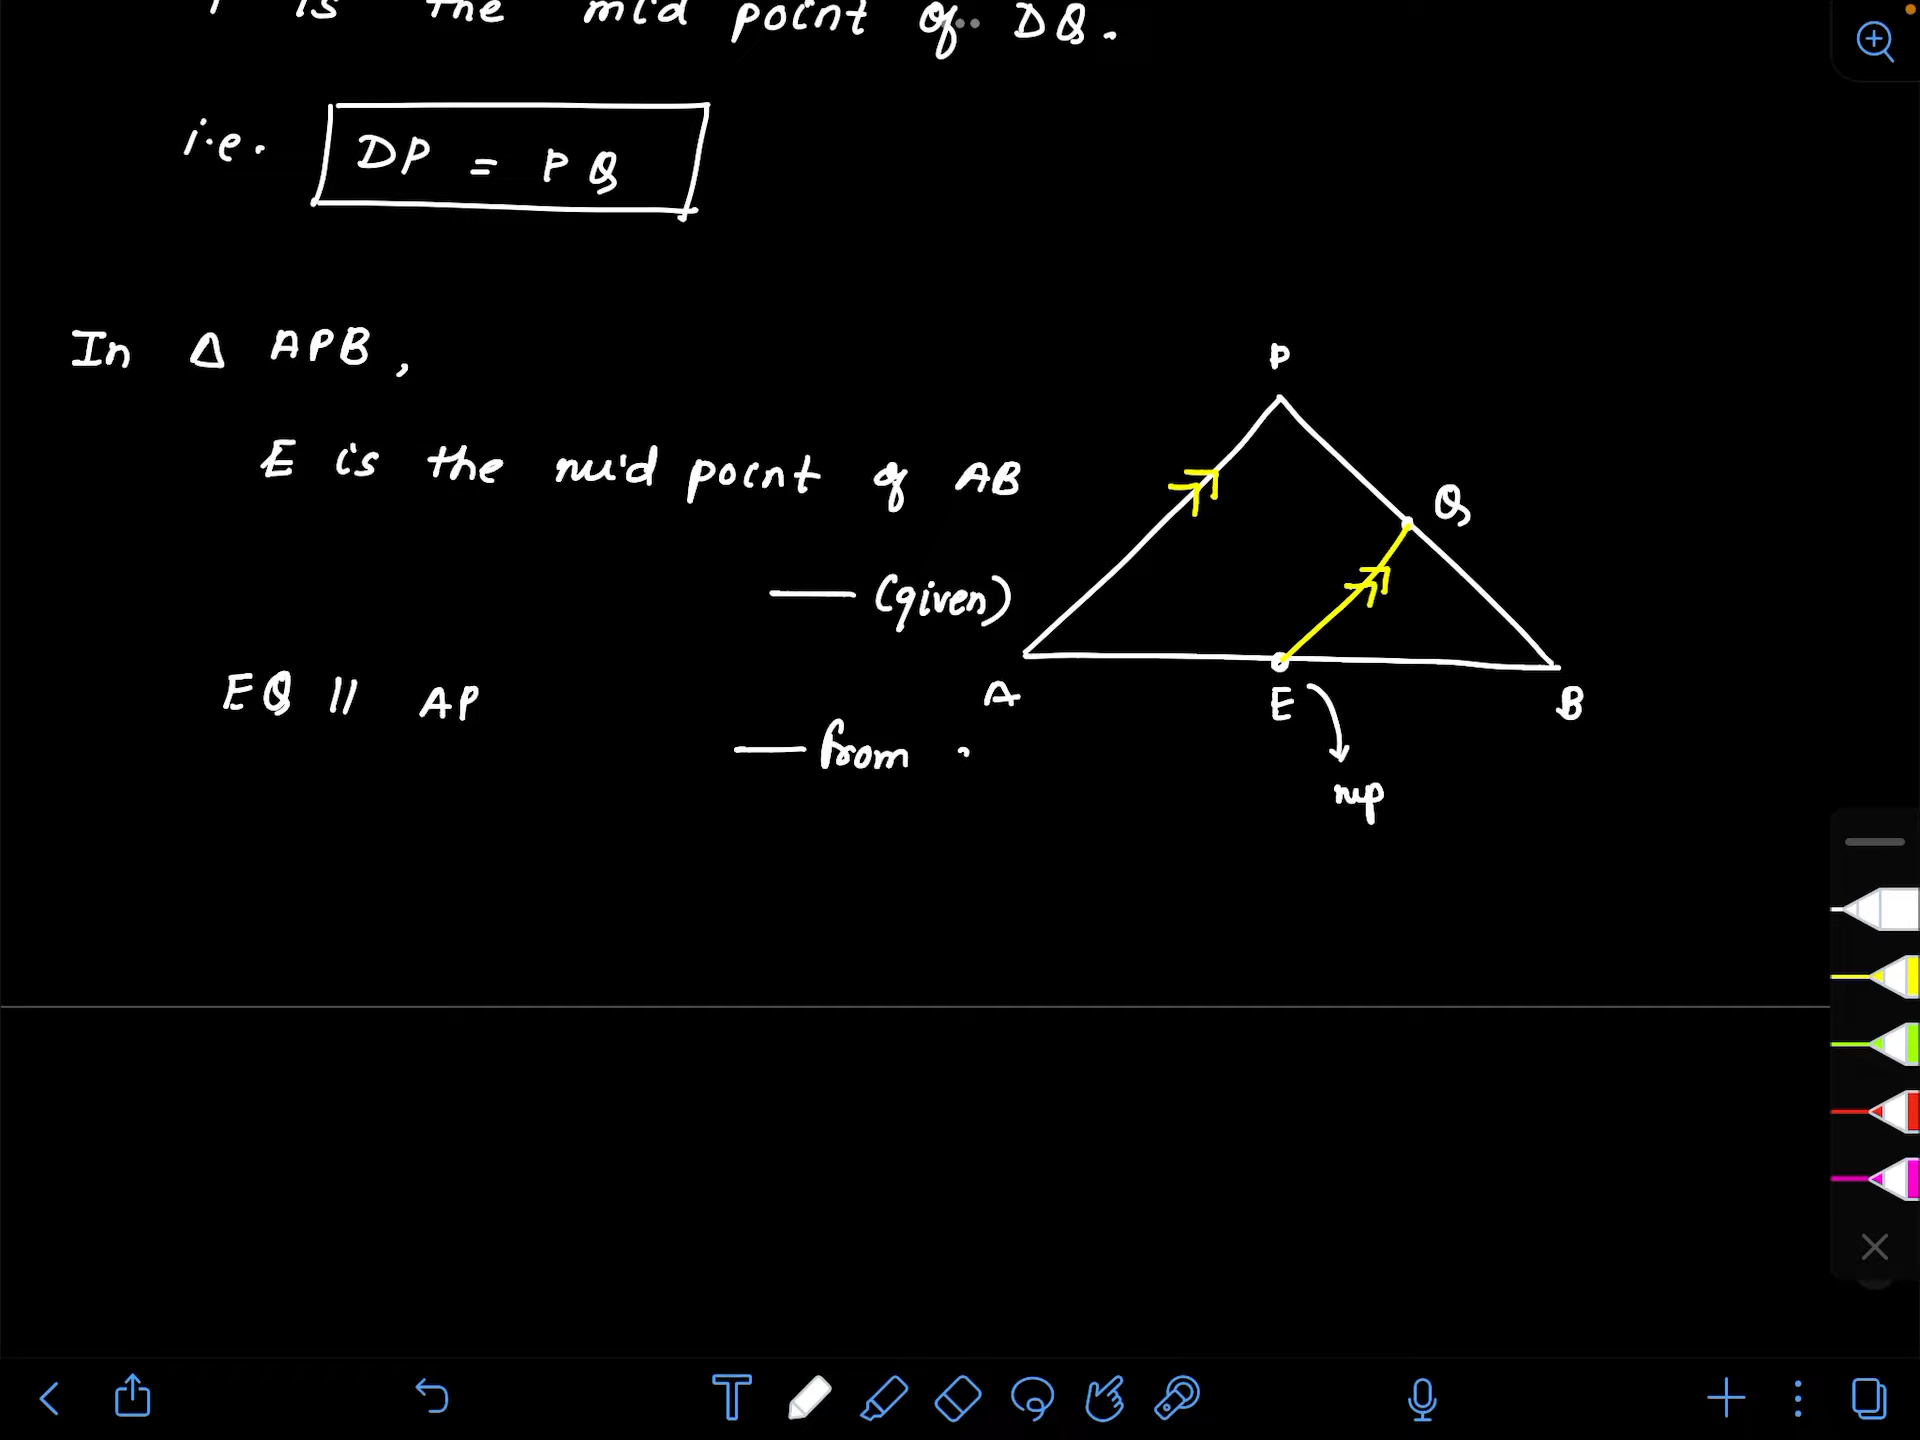 is the mid point of DQ.
i.e. DP = PQ
In Δ APB,
E is the mid point of AB
— (given)
EQ || AP
— from
P
Q
A
E
B
mp
T